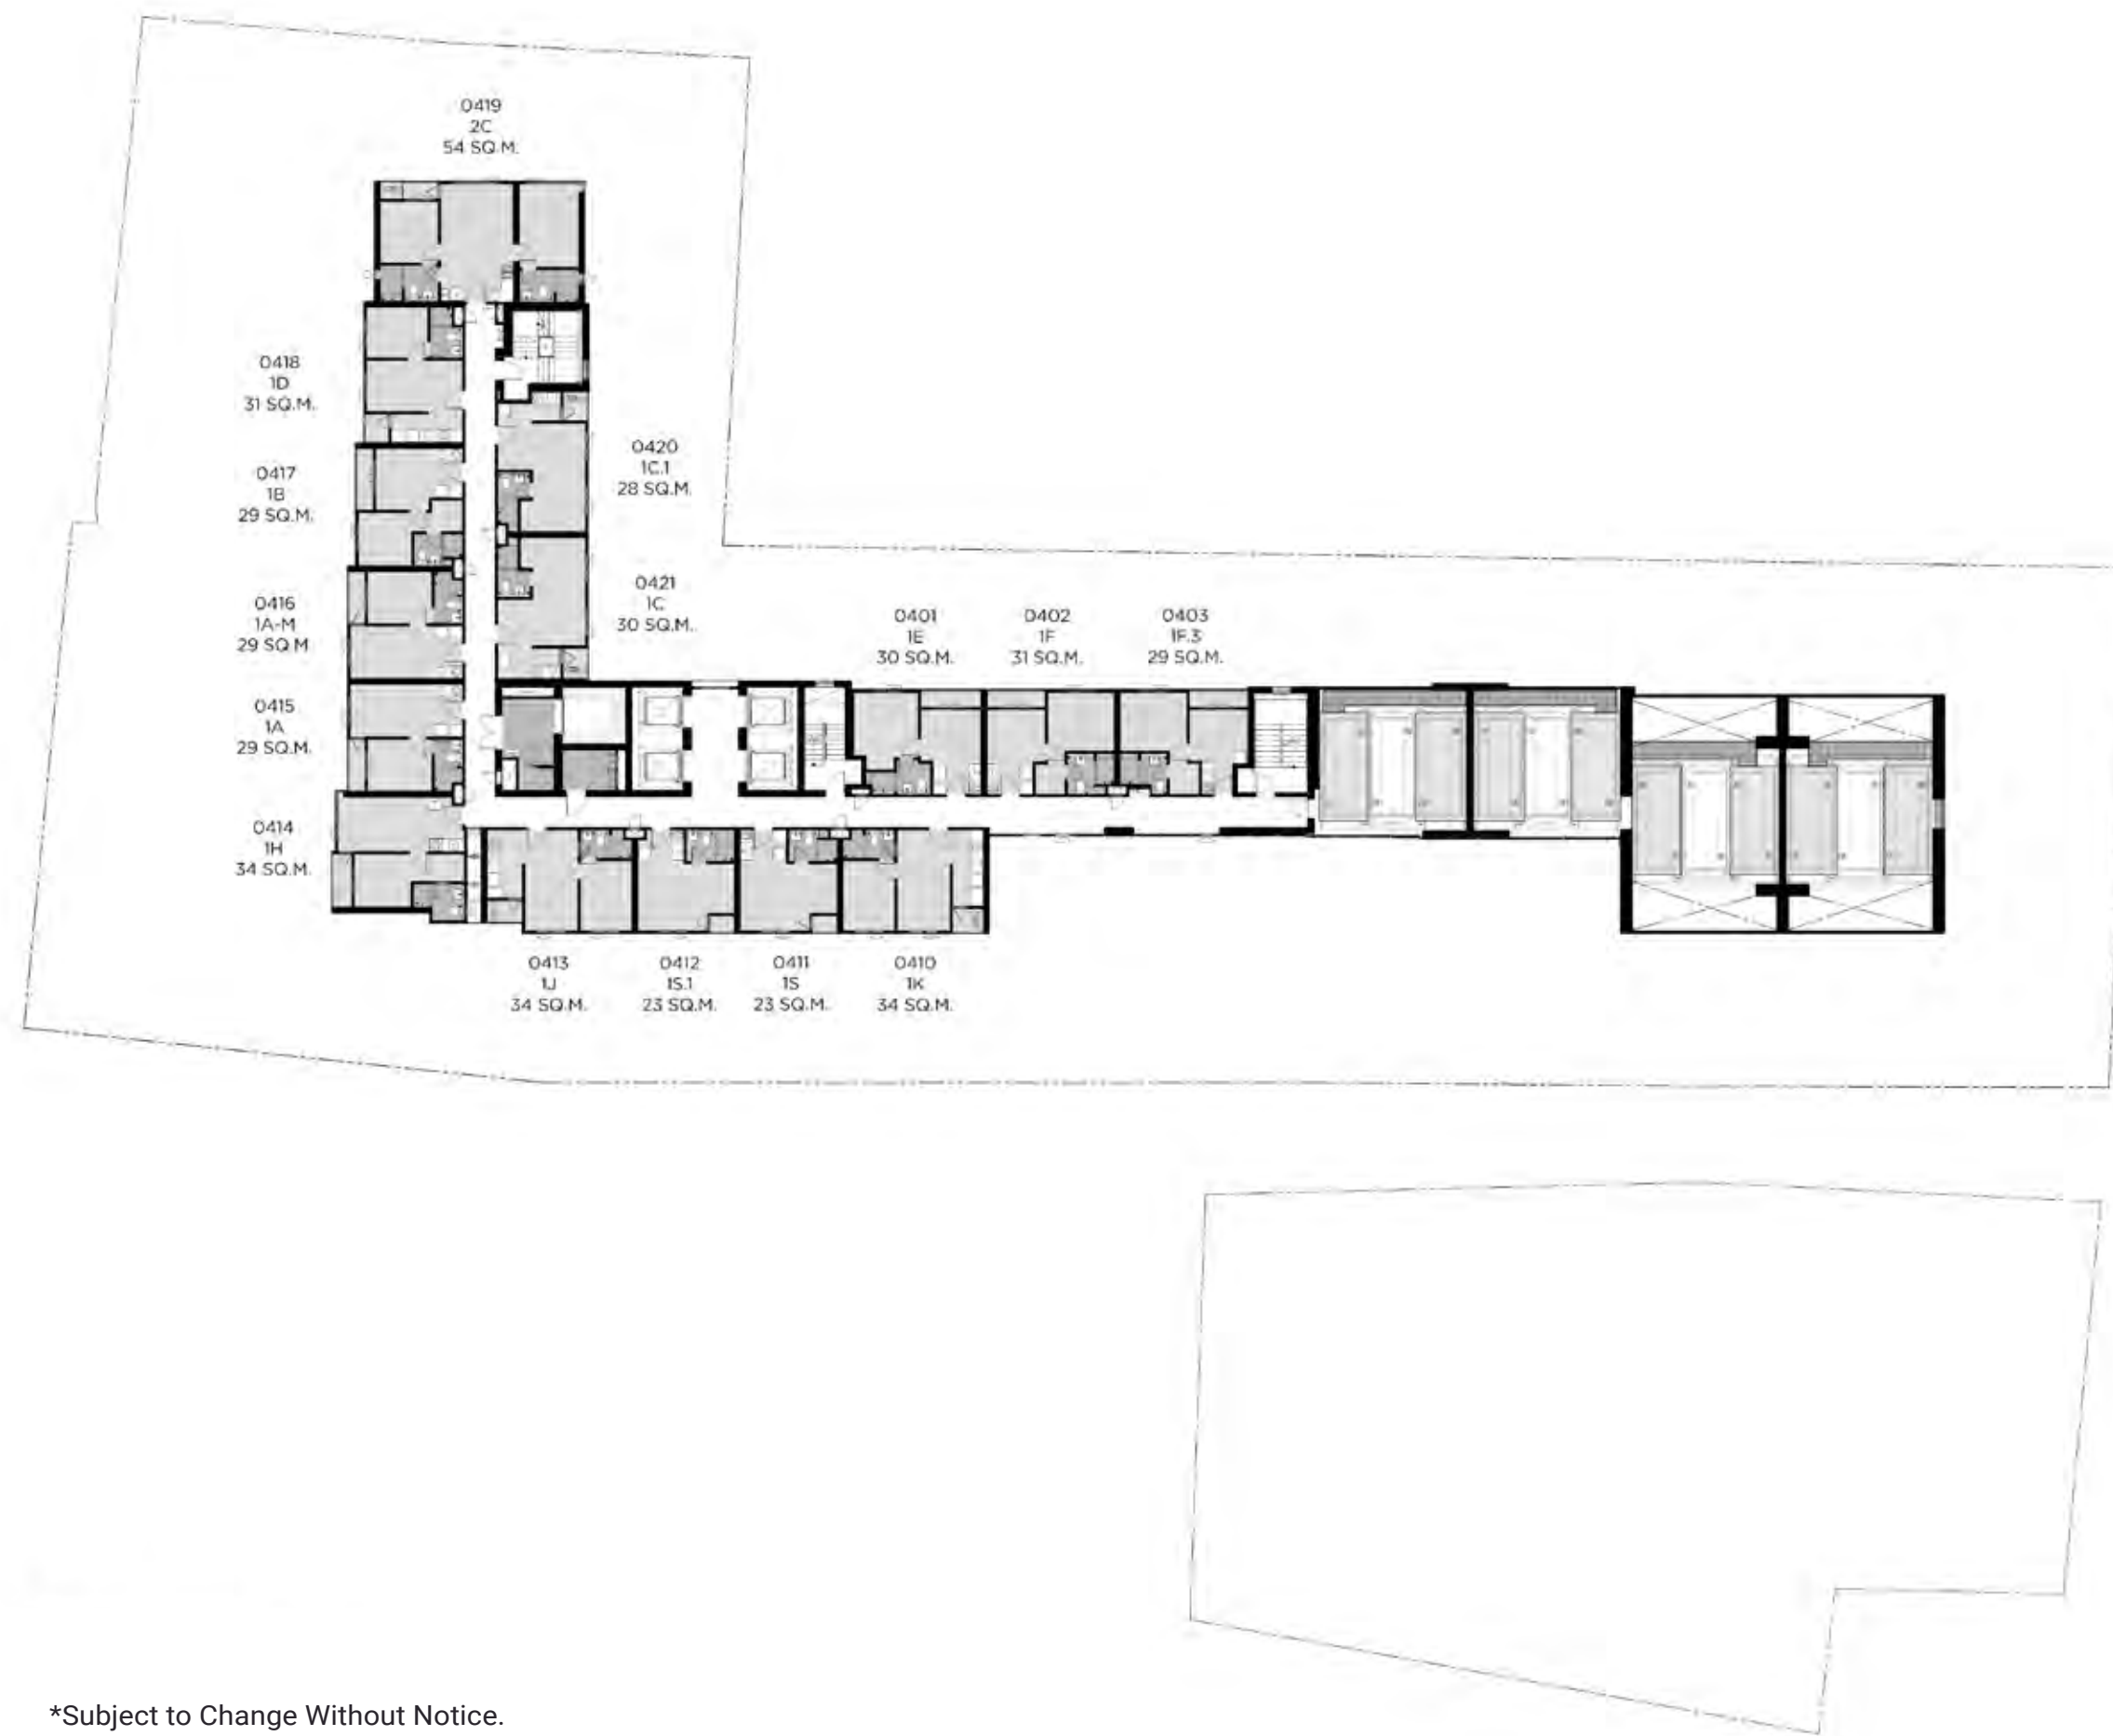 0419
2C
54 SQ.M.
0418
1D
31 SQ.M.
0417
1B
29 SQ.M.
0416
1A-M
29 SQ.M
0415
1A
29 SQ.M.
0414
1H
34 SQ.M.
0420
1C.1
28 SQ.M.
0421
1C
30 SQ.M.
0401
1E
30 SQ.M.
0402
1F
31 SQ.M.
0403
1F.3
29 SQ.M.
0413
1J
34 SQ.M.
0412
1S.1
23 SQ.M.
0411
1S
23 SQ.M.
0410
1K
34 SQ.M.
*Subject to Change Without Notice.